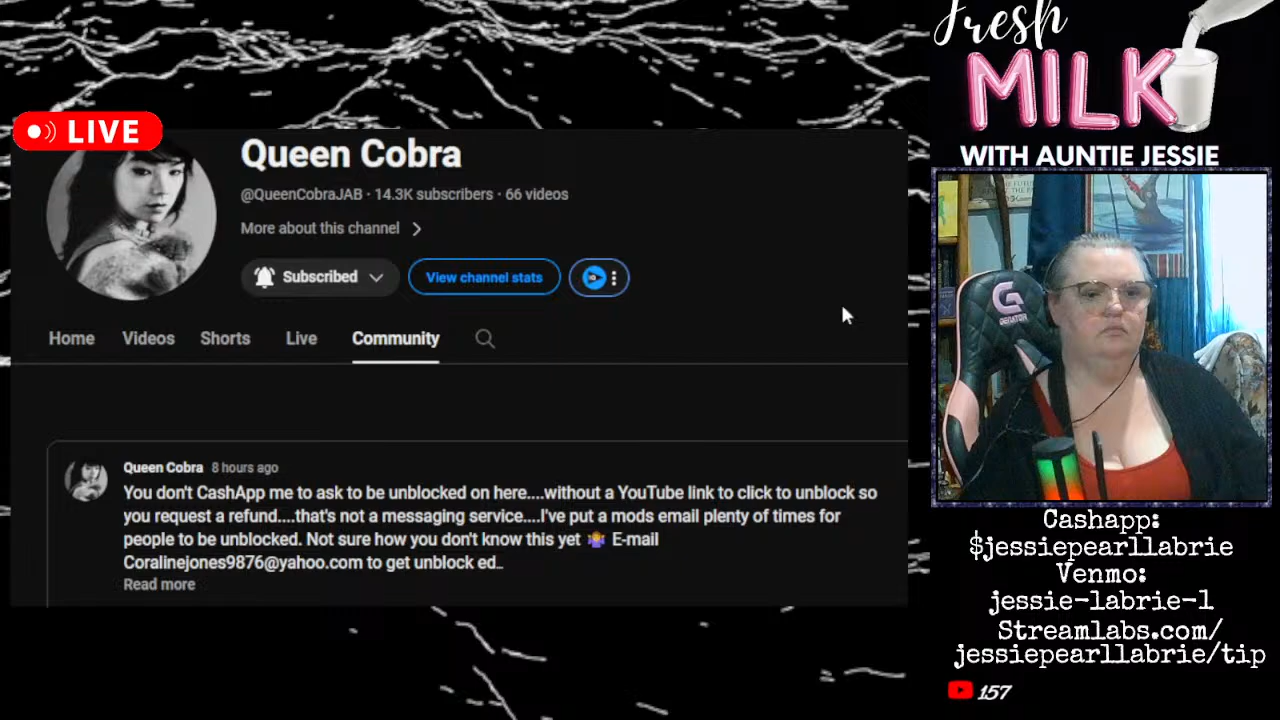 LIVE
Queen Cobra
@QueenCobraJAB · 14.3K subscribers · 66 videos
More about this channel
Subscribed
View channel stats
Home
Videos
Shorts
Live
Community
Queen Cobra 8 hours ago
You don't CashApp me to ask to be unblocked on here....without a YouTube link to click to unblock so
you request a refund....that's not a messaging service....I've put a mods email plenty of times for
people to be unblocked. Not sure how you don't know this yet 🤷‍♀️ E-mail
Coralinejones9876@yahoo.com to get unblock ed...
Read more
Fresh
MILK
WITH AUNTIE JESSIE
G
Cashapp:
$jessiepearllabrie
Venmo:
jessie-labrie-1
Streamlabs.com/
jessiepearllabrie/tip
157